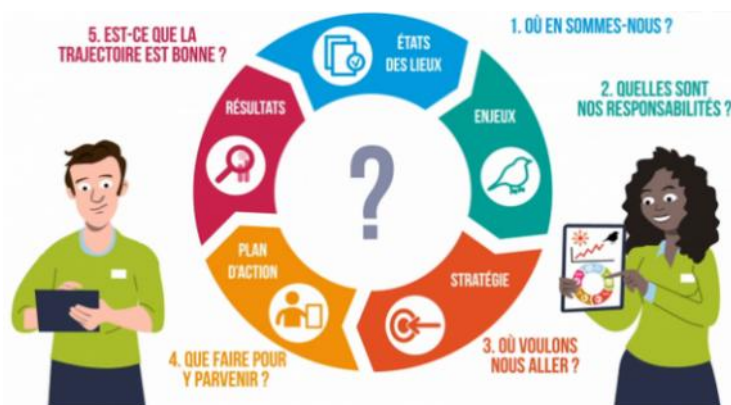 1. OÙ EN SOMMES-NOUS ?
ÉTATS
DES LIEUX
2. QUELLES SONT
NOS RESPONSABILITÉS ?
ENJEUX
3. OÙ VOULONS
NOUS ALLER ?
STRATÉGIE
4. QUE FAIRE POUR
Y PARVENIR ?
PLAN
D'ACTION
5. EST-CE QUE LA
TRAJECTOIRE EST BONNE ?
RÉSULTATS
?